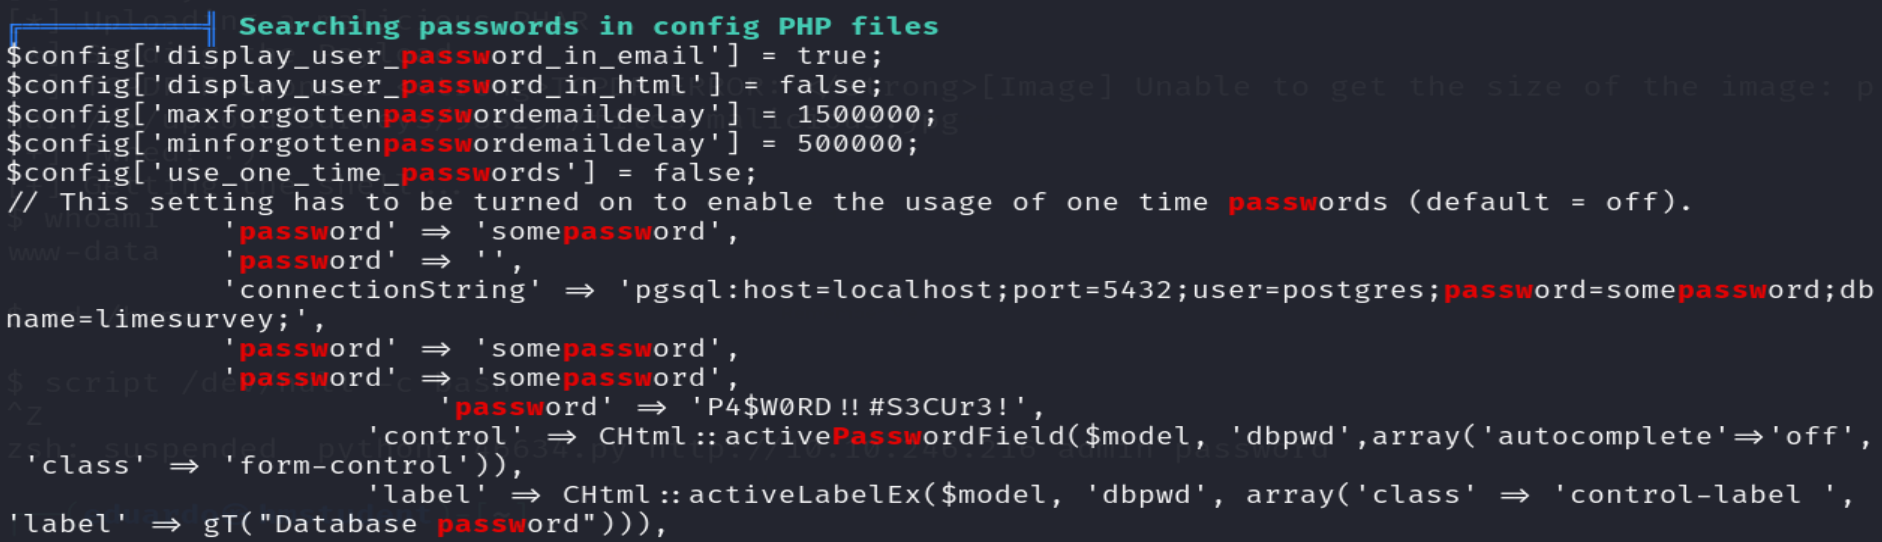 ╔══════════╣ Searching passwords in config PHP files
$config['display_user_password_in_email'] = true;
$config['display_user_password_in_html'] = false;
$config['maxforgottenpasswordemaildelay'] = 1500000;
$config['minforgottenpasswordemaildelay'] = 500000;
$config['use_one_time_passwords'] = false;
// This setting has to be turned on to enable the usage of one time passwords (default = off).
'password' => 'somepassword',
'password' => '',
'connectionString' => 'pgsql:host=localhost;port=5432;user=postgres;password=somepassword;db
name=limesurvey;',
'password' => 'somepassword',
'password' => 'somepassword',
'password' => 'P4$W0RD!!#S3CUr3!',
'control' => CHtml::activePasswordField($model, 'dbpwd',array('autocomplete'=>'off',
'class' => 'form-control')),
'label' => CHtml::activeLabelEx($model, 'dbpwd', array('class' => 'control-label ',
'label' => gT("Database password"))),